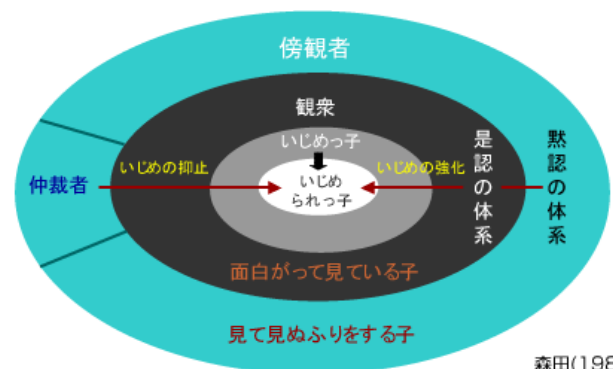 傍観者
観衆
いじめっ子
いじめの抑止
いじめの強化
仲裁者
いじめ
られっ子
是認の体系
黙認の体系
面白がって見ている子
見て見ぬふりをする子
森田(198